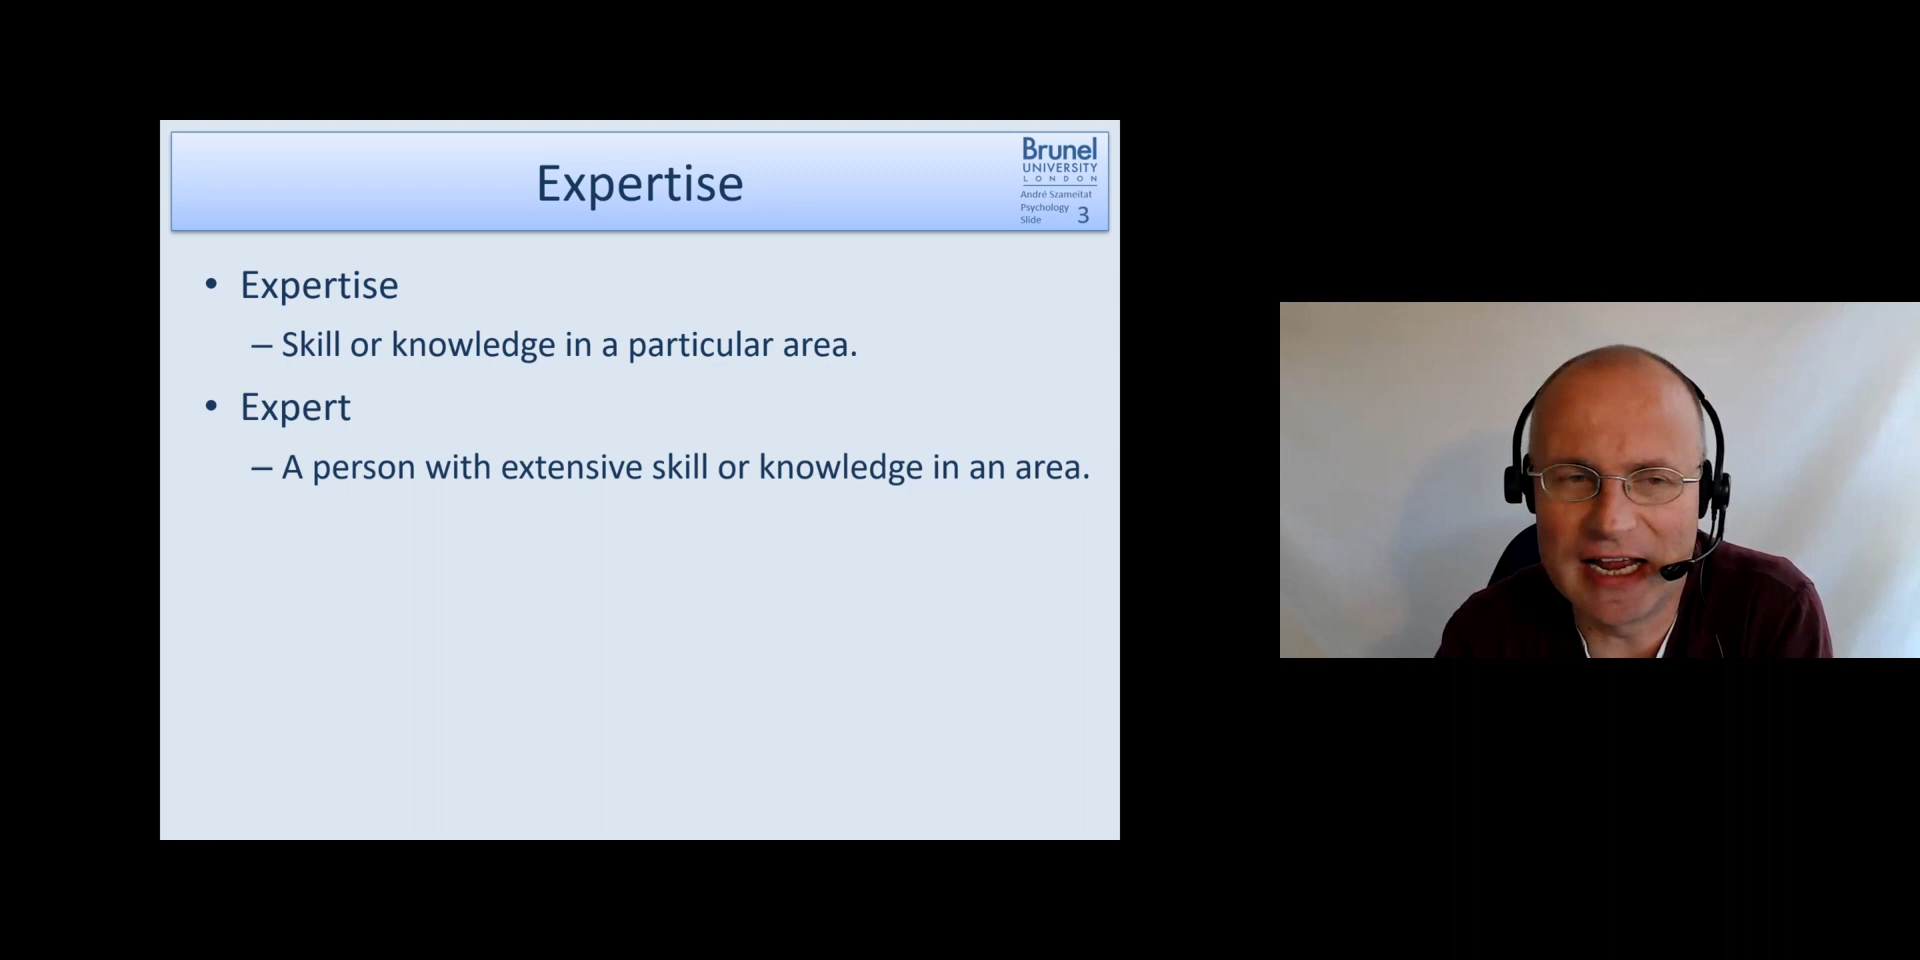 Expertise
Brunel
UNIVERSITY
LONDON
André Szameitat
Psychology
Slide 3
• Expertise
– Skill or knowledge in a particular area.
• Expert
– A person with extensive skill or knowledge in an area.